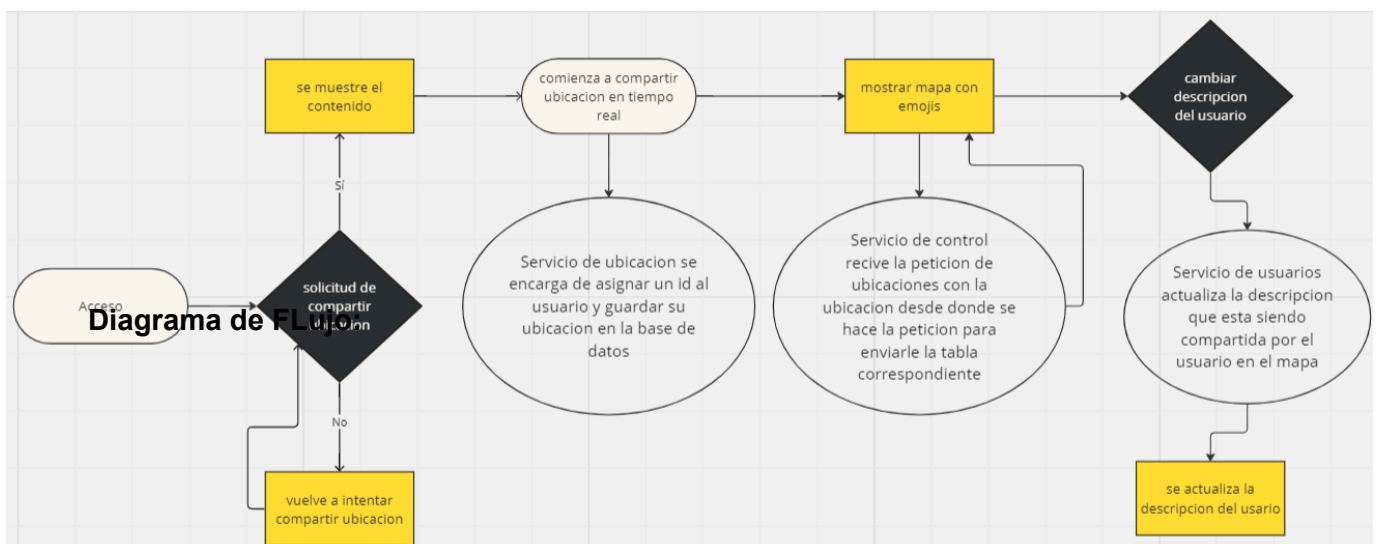 se muestre el
contenido
comienza a compartir
ubicacion en tiempo
real
mostrar mapa con
emojis
cambiar
descripcion
del usuario
Sí
Acceso
solicitud de
compartir
ubicacion
Diagrama de FLujo:
Servicio de ubicacion se
encarga de asignar un id al
usuario y guardar su
ubicacion en la base de
datos
Servicio de control
recive la peticion de
ubicaciones con la
ubicacion desde donde se
hace la peticion para
enviarle la tabla
correspondiente
Servicio de usuarios
actualiza la descripcion
que esta siendo
compartida por el
usuario en el mapa
No
vuelve a intentar
compartir ubicacion
se actualiza la
descripcion del usario